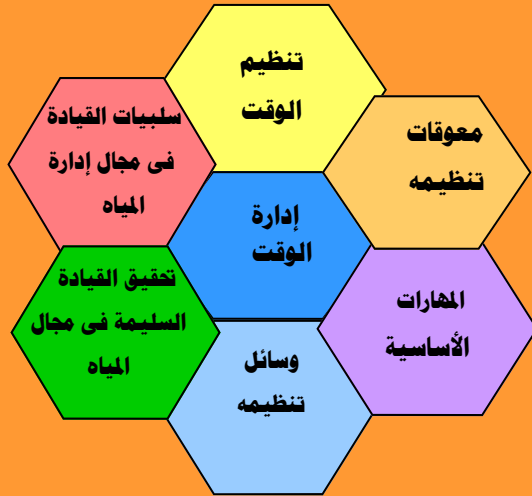 تنظيم
الوقت
معوقات
تنظيمه
المهارات
الأساسية
وسائل
تنظيمه
تحقيق القيادة
السليمة فى مجال
المياه
سلبيات القيادة
فى مجال إدارة
المياه
إدارة
الوقت